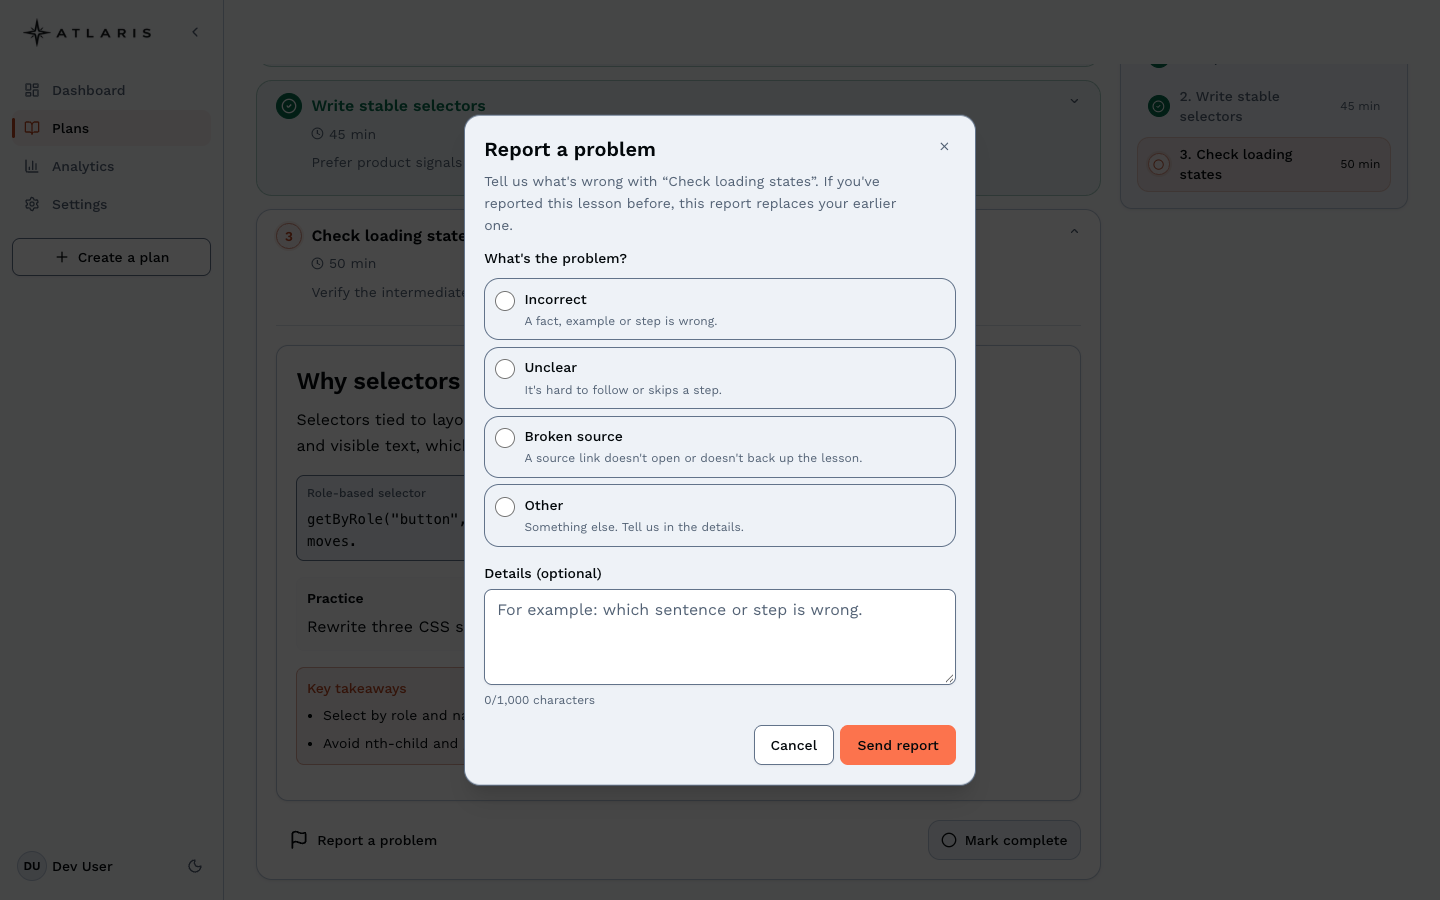 ATLARIS
Dashboard
Plans
Analytics
Settings
Create a plan
DU
Dev User
Write stable selectors
45 min
Prefer product signals
3
Check loading state
50 min
Verify the intermediate
Why selectors
Selectors tied to layo
and visible text, which
Role-based selector
getByRole("button",
moves.
Practice
Rewrite three CSS s
Key takeaways
• Select by role and na
• Avoid nth-child and
Report a problem
Mark complete
Report a problem
×
Tell us what's wrong with “Check loading states”. If you've
reported this lesson before, this report replaces your earlier
one.
What's the problem?
Incorrect
A fact, example or step is wrong.
Unclear
It's hard to follow or skips a step.
Broken source
A source link doesn't open or doesn't back up the lesson.
Other
Something else. Tell us in the details.
Details (optional)
For example: which sentence or step is wrong.
0/1,000 characters
Cancel
Send report
2. Write stable
selectors
45 min
3. Check loading
states
50 min